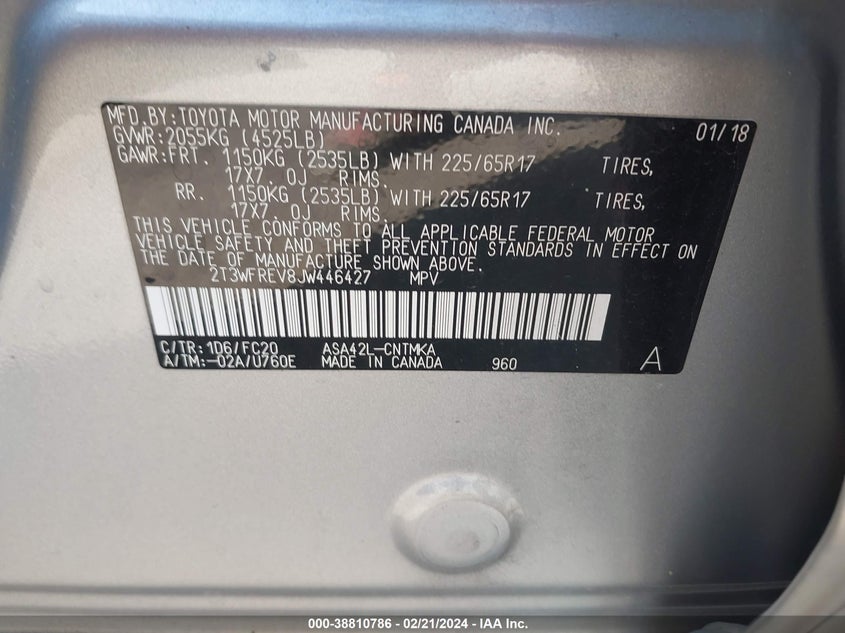 MFD.BY:TOYOTA MOTOR MANUFACTURING CANADA INC. 01/18
GVWR:2055KG (4525LB)
GAWR:FRT. 1150KG (2535LB) WITH 225/65R17 TIRES,
17X7. 0J RIMS.
RR. 1150KG (2535LB) WITH 225/65R17 TIRES,
17X7. 0J RIMS.
THIS VEHICLE CONFORMS TO ALL APPLICABLE FEDERAL MOTOR
VEHICLE SAFETY AND THEFT PREVENTION STANDARDS IN EFFECT ON
THE DATE OF MANUFACTURE SHOWN ABOVE.
2T3WFREV8JW446427 MPV
C/TR:1D6/FC20 ASA42L-CNTMKA
A/TM:-02A/U760E MADE IN CANADA 960 A
000-38810786 - 02/21/2024 - IAA Inc.